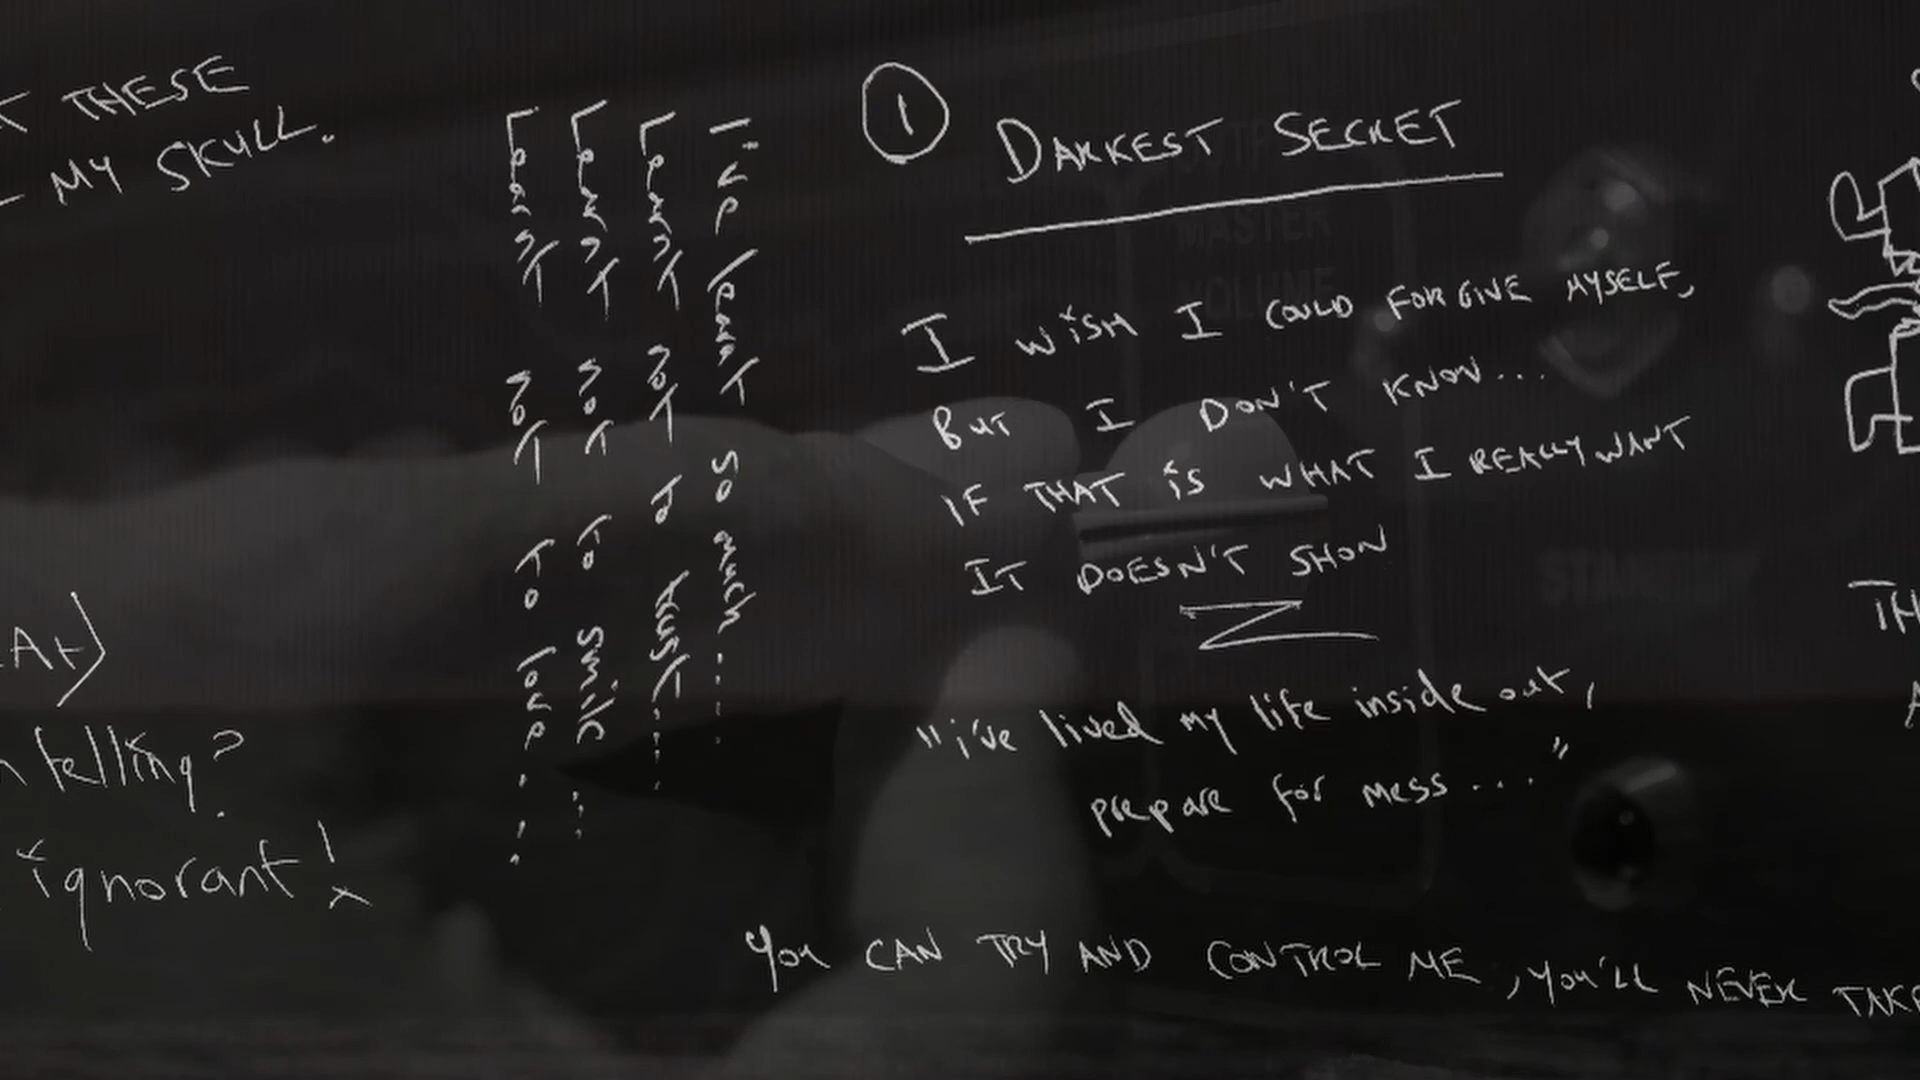 THESE
MY SKULL.
I've learnt so much.....
Learnt not to trust....
Learnt not to smile...
Learnt not to love....
1
DARKEST SECRET
I WISH I COULD FORGIVE MYSELF,
BUT I DON'T KNOW...
IF THAT IS WHAT I REALLY WANT
IT DOESN'T SHOW
"i've lived my life inside out,
prepare for mess...."
telling?
ignorant!
YOU CAN TRY AND CONTROL ME, YOU'LL NEVER TAKE
MASTER
VOLUME